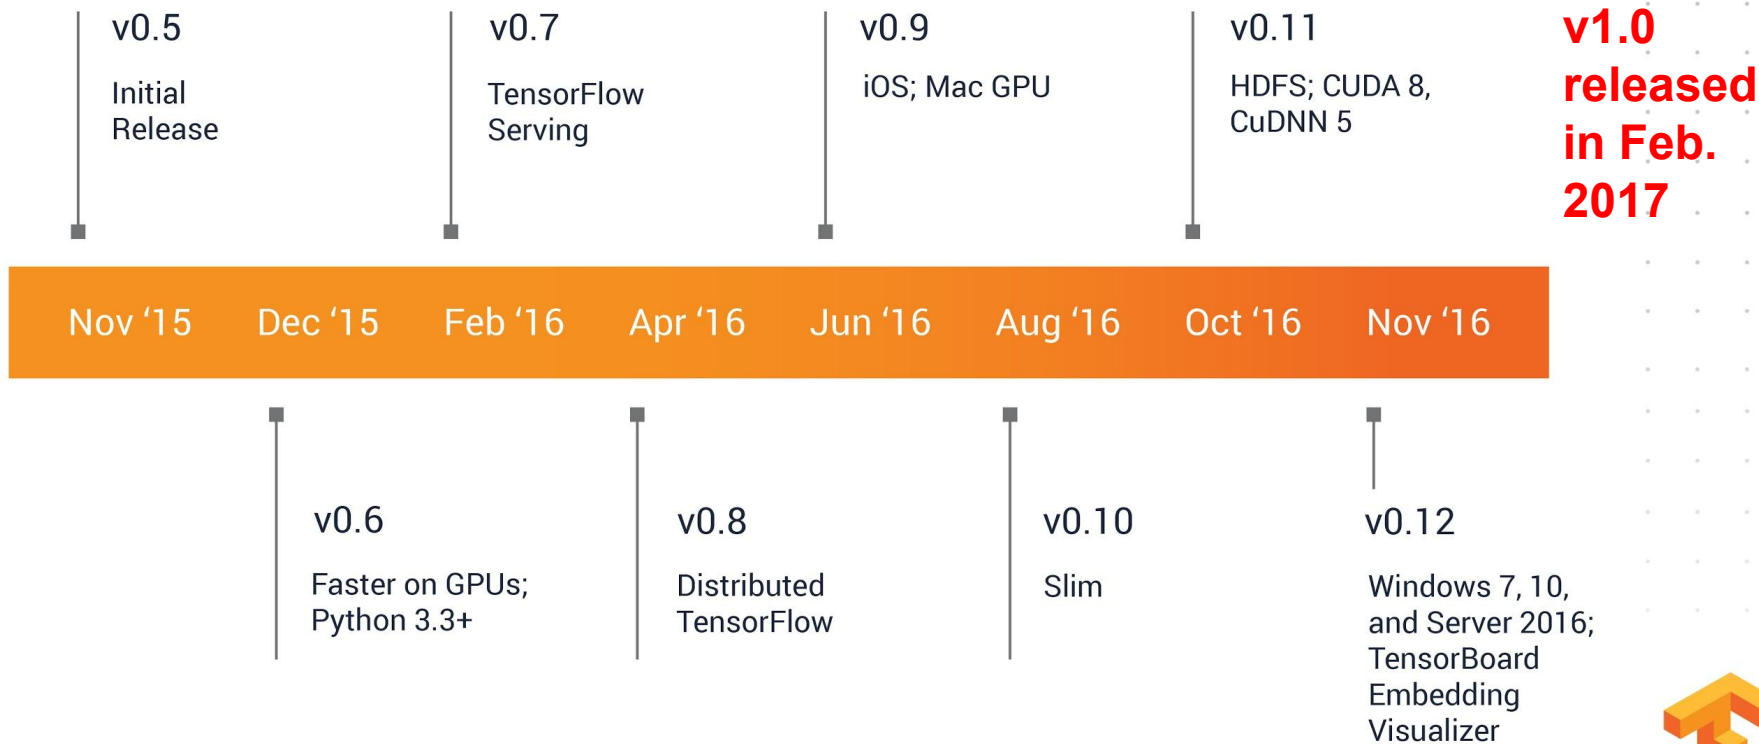 v0.5
Initial
Release
v0.7
TensorFlow
Serving
v0.9
iOS; Mac GPU
v0.11
HDFS; CUDA 8,
CuDNN 5
v1.0
released
in Feb.
2017
Nov ‘15
Dec ‘15
Feb ‘16
Apr ‘16
Jun ‘16
Aug ‘16
Oct ‘16
Nov ‘16
v0.6
Faster on GPUs;
Python 3.3+
v0.8
Distributed
TensorFlow
v0.10
Slim
v0.12
Windows 7, 10,
and Server 2016;
TensorBoard
Embedding
Visualizer